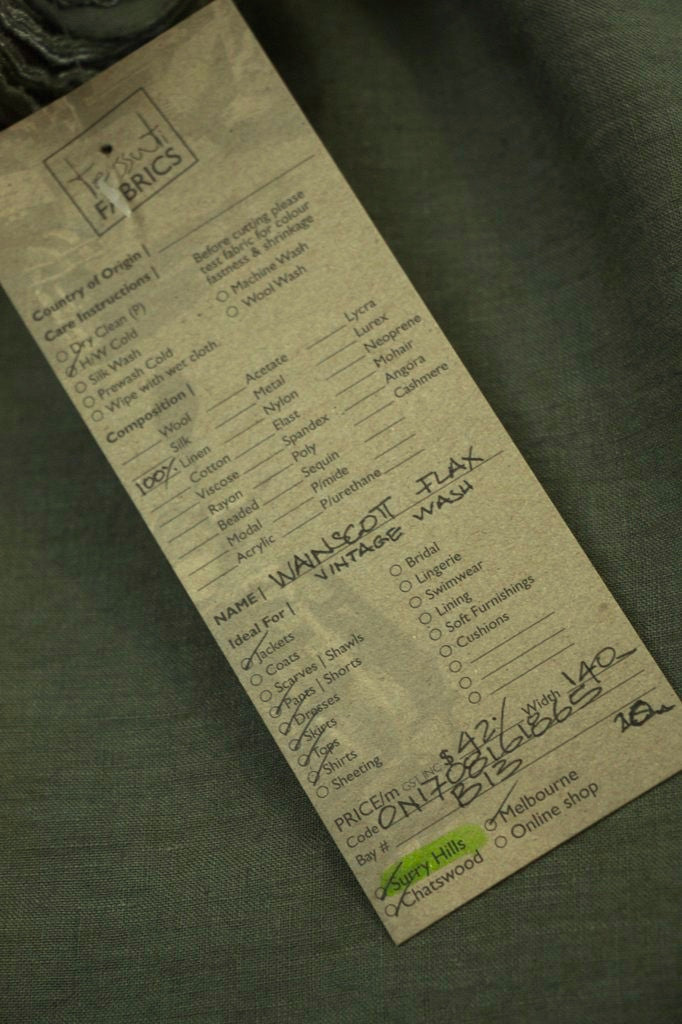 Tessuti
FABRICS
Country of Origin |
Care Instructions | Before cutting please
test fabric for colour
fastness & shrinkage
Dry Clean (P) Machine Wash
H/W Cold Wool Wash
Silk Wash
Prewash Cold
Wipe with wet cloth
Composition |
Wool Acetate Lycra
Silk Metal Lurex
100% Linen Nylon Neoprene
Cotton Elast Mohair
Viscose Spandex Angora
Rayon Poly Cashmere
Beaded Sequin
Modal P/mide
Acrylic P/urethane
NAME | WAINSCOTT FLAX
VINTAGE WASH
Ideal For |
Jackets Bridal
Coats Lingerie
Scarves | Shawls Swimwear
Pants | Shorts Lining
Dresses Soft Furnishings
Skirts Cushions
Tops
Shirts
Sheeting
PRICE/m GST INC $42/ Width 140
Code ON1708161865
Bay # B13
Surry Hills Melbourne
Chatswood Online shop